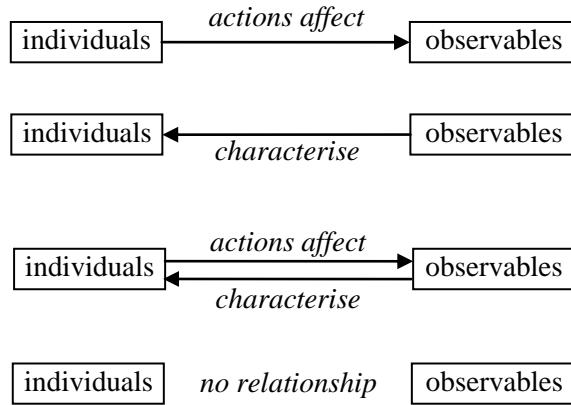 actions affect
individuals observables
individuals observables
characterise
actions affect
individuals observables
characterise
individuals no relationship observables